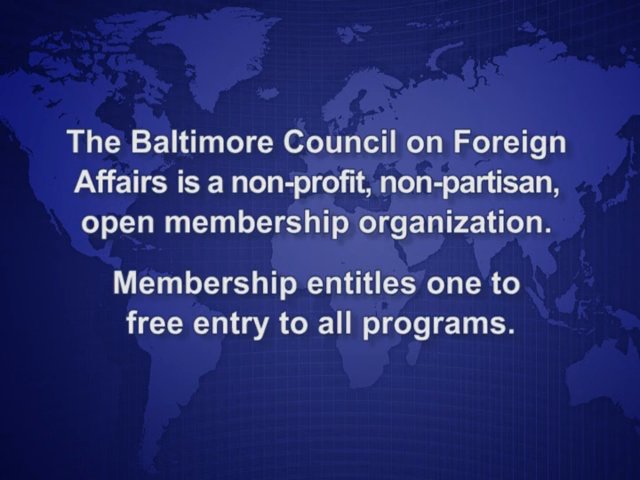 The Baltimore Council on Foreign
Affairs is a non-profit, non-partisan,
open membership organization.
Membership entitles one to
free entry to all programs.